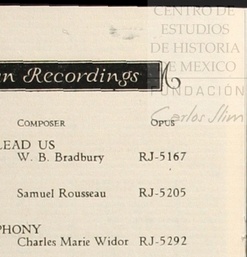 CENTRO DE
ESTUDIOS
DE HISTORIA
DE MEXICO
FUNDACIÓN
Carlos Slim
n Recordings
COMPOSER OPUS
LEAD US
W. B. Bradbury RJ-5167
Samuel Rousseau RJ-5205
PHONY
Charles Marie Widor RJ-5292